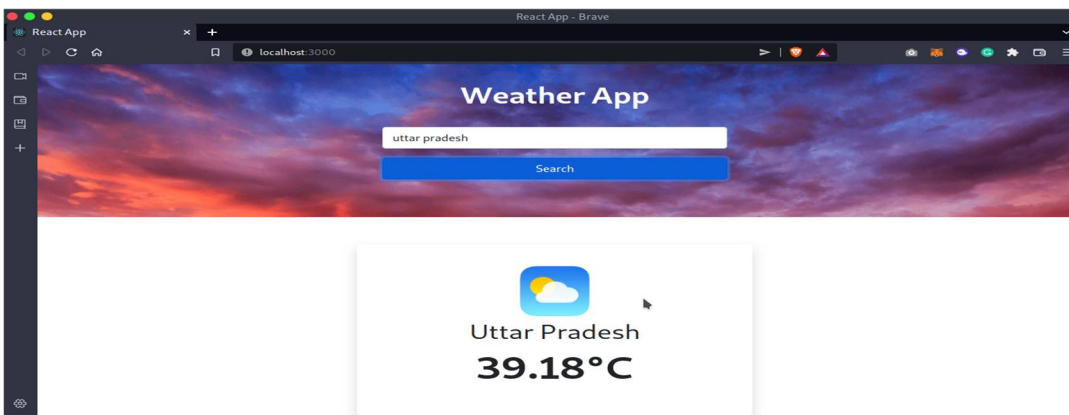 React App - Brave
React App
localhost:3000
Weather App
uttar pradesh
Search
Uttar Pradesh
39.18°C